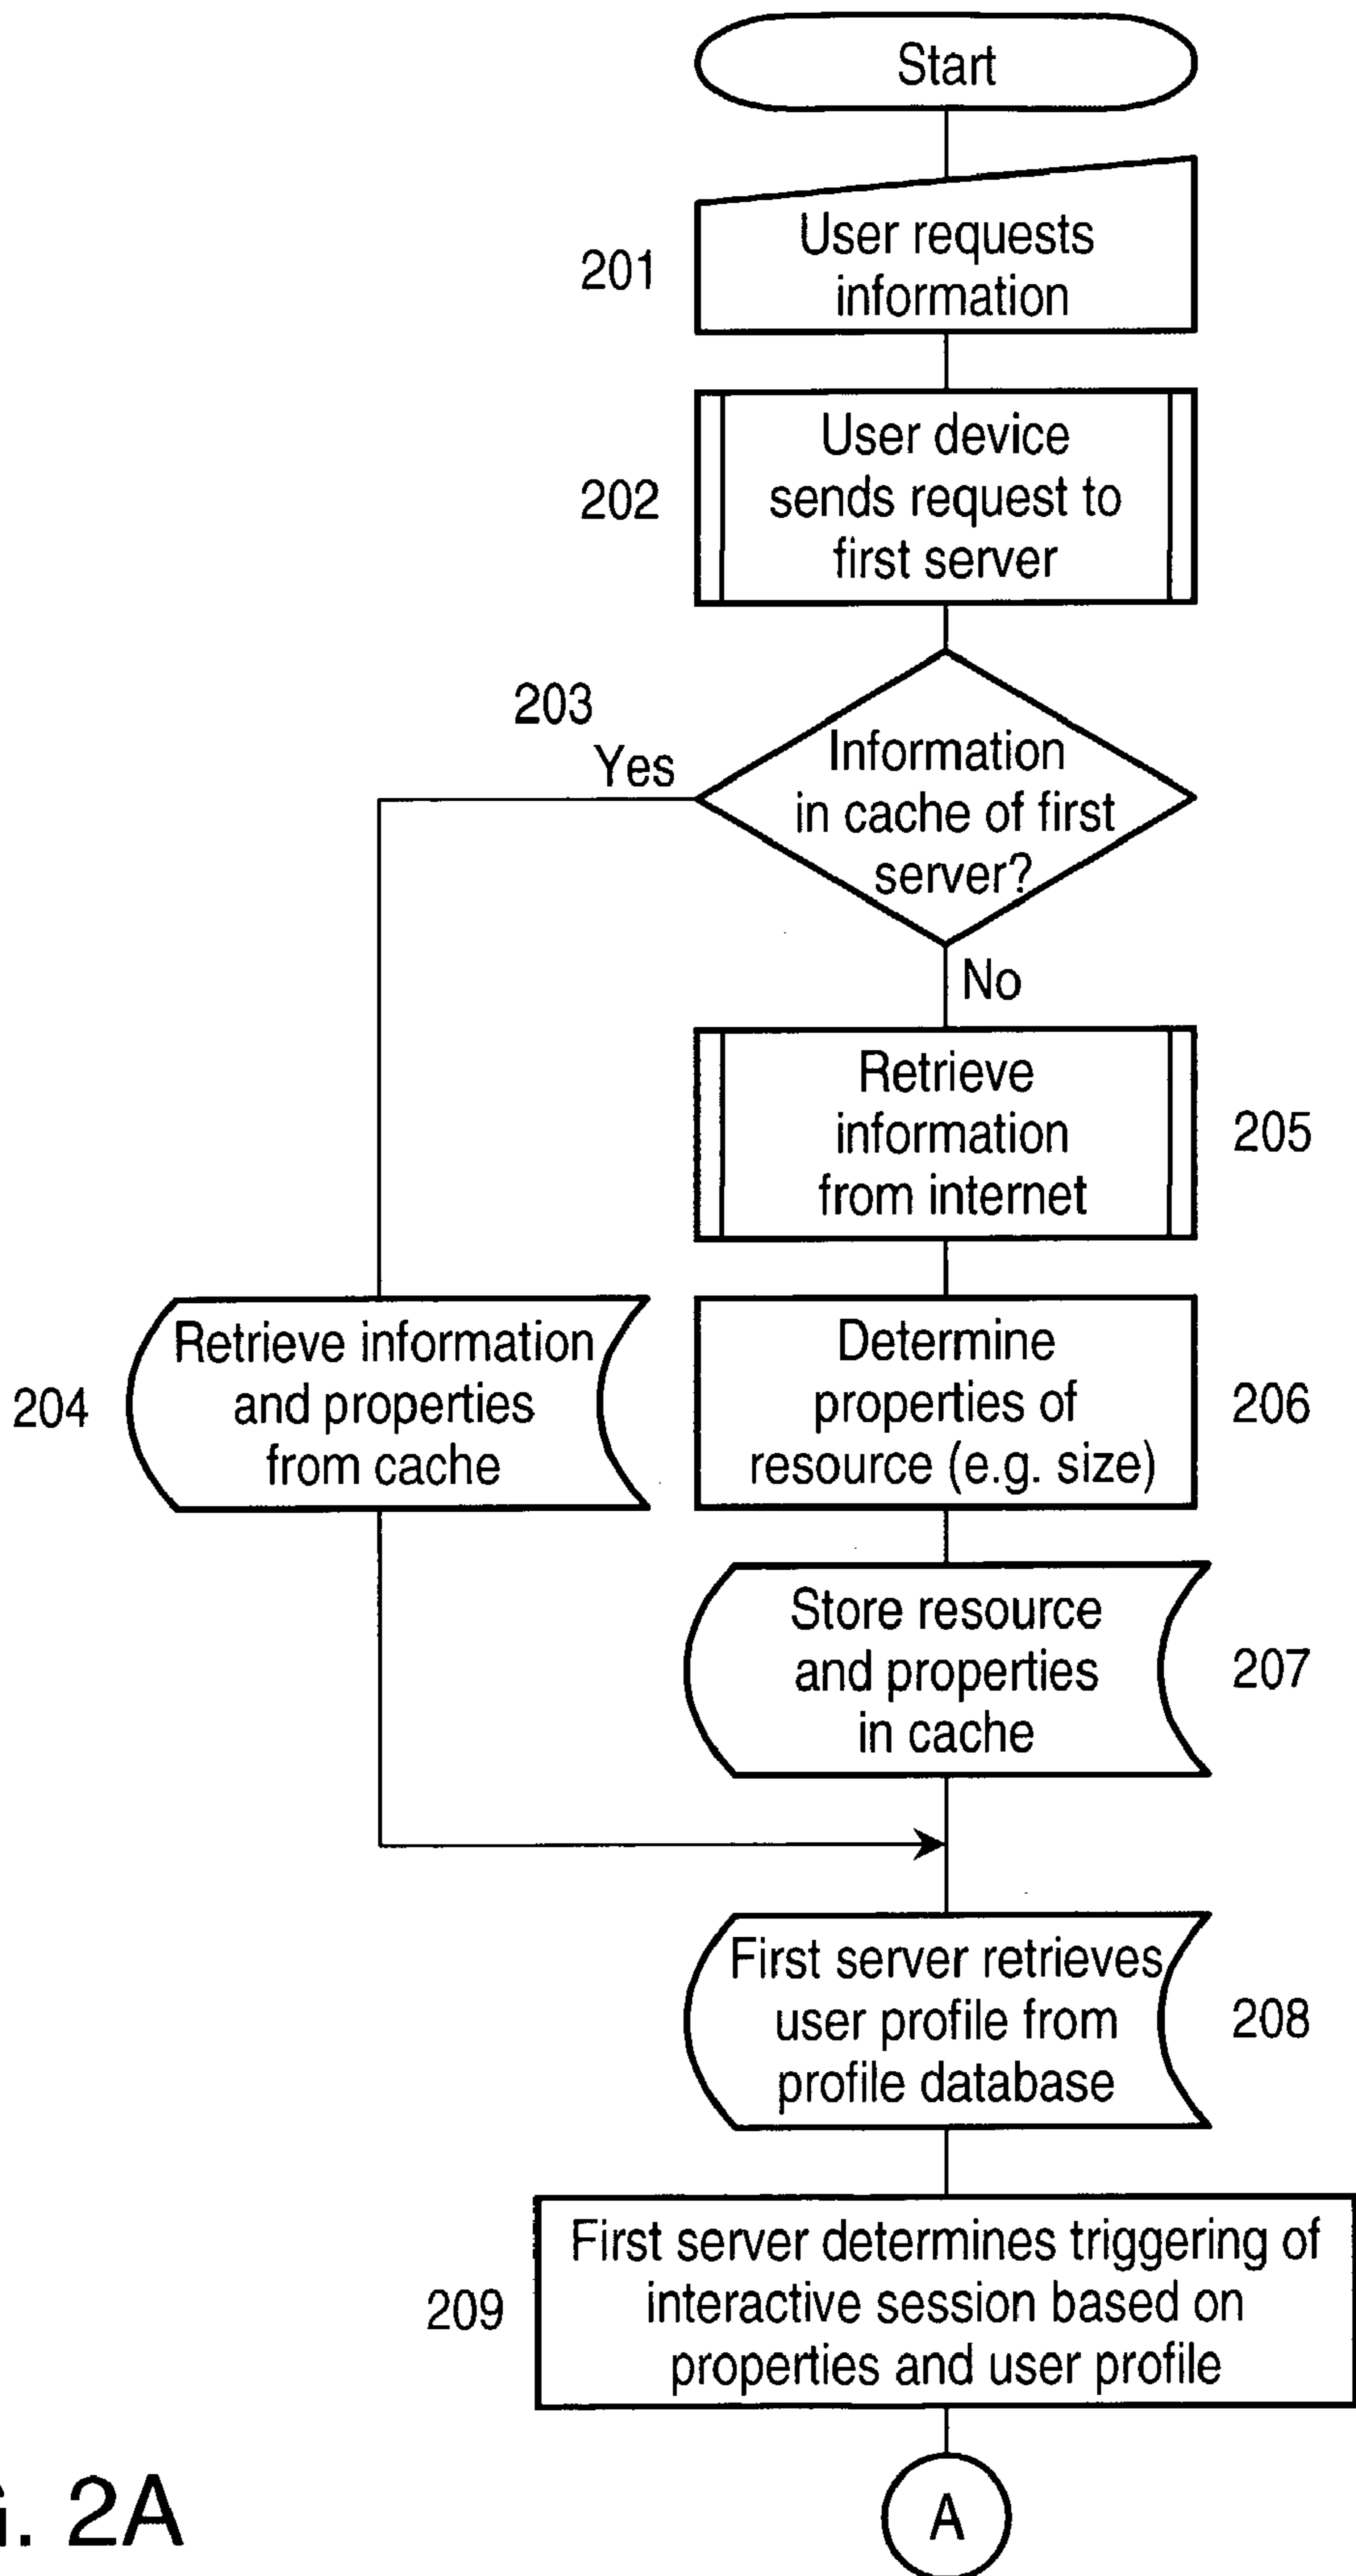 Start
201
User requests
information
202
User device
sends request to
first server
203
Yes
Information
in cache of first
server?
No
Retrieve
information
from internet
205
204
Retrieve information
and properties
from cache
Determine
properties of
resource (e.g. size)
206
Store resource
and properties
in cache
207
First server retrieves
user profile from
profile database
208
209
First server determines triggering of
interactive session based on
properties and user profile
A
. 2A